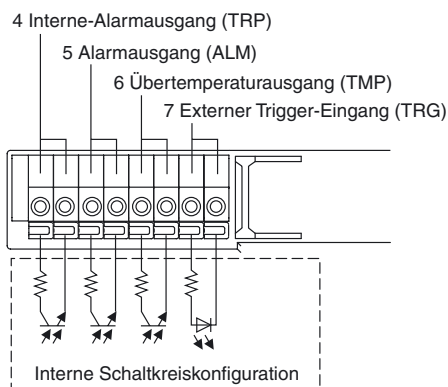 4 Interne-Alarmausgang (TRP)
5 Alarmausgang (ALM)
6 Übertemperaturausgang (TMP)
7 Externer Trigger-Eingang (TRG)
Interne Schaltkreiskonfiguration